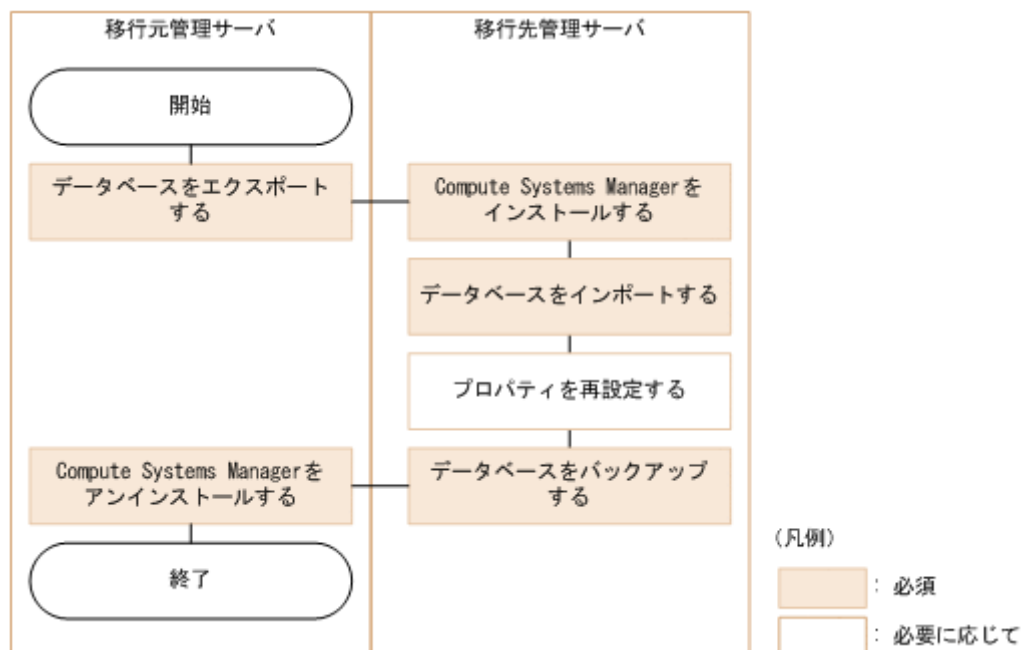 移行元管理サーバ
移行先管理サーバ
開始
データベースをエクスポート
する
Compute Systems Managerを
インストールする
データベースをインポートする
プロパティを再設定する
データベースをバックアップ
する
Compute Systems Managerを
アンインストールする
終了
(凡例)
: 必須
: 必要に応じて